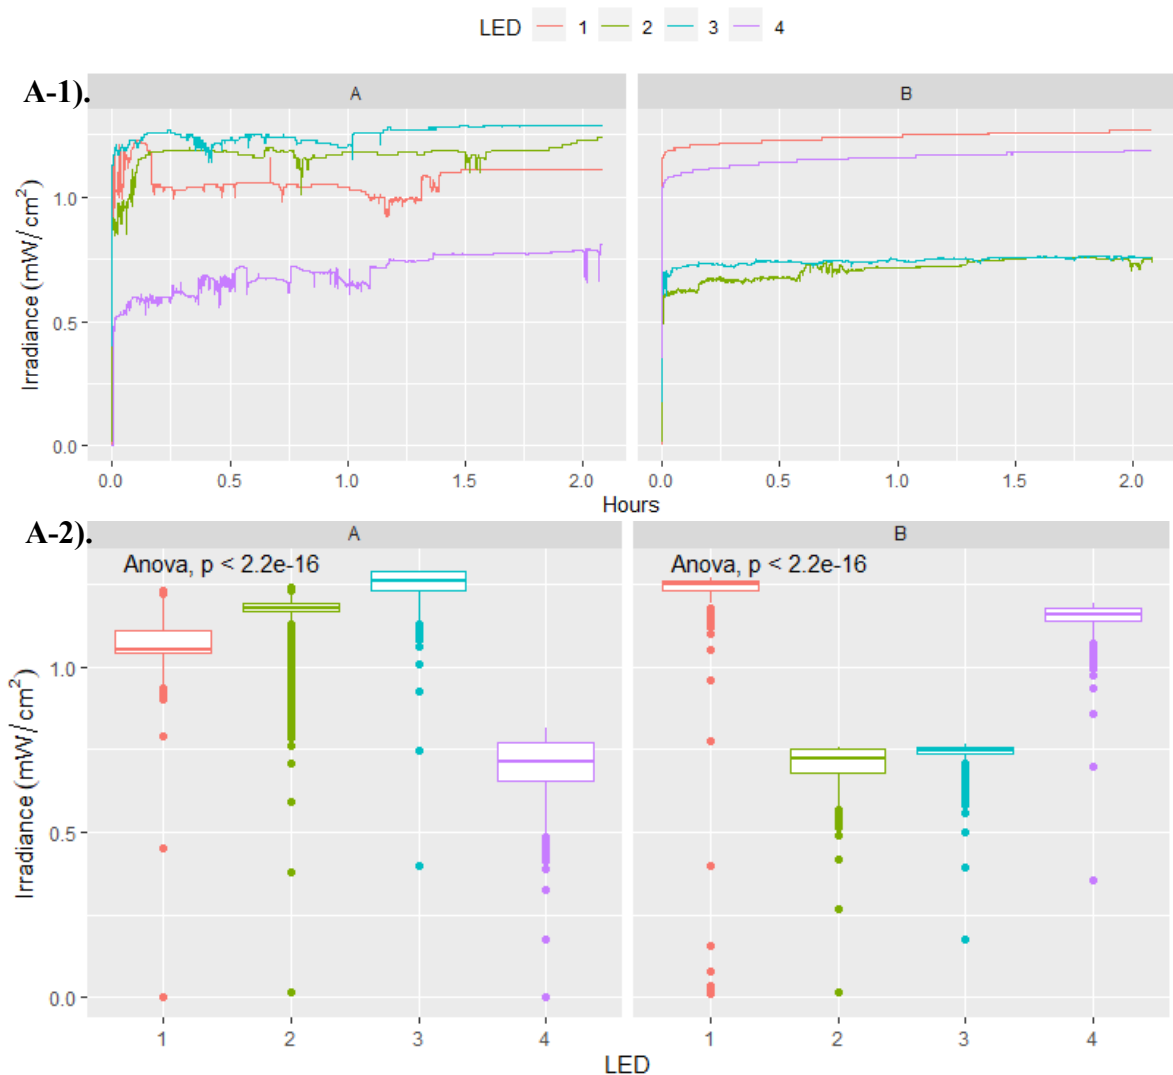 LED 1 2 3 4
A-1).
A B
Irradiance (mW/cm²)
1.0
0.5
0.0
0.0 0.5 1.0 1.5 2.0 0.0 0.5 1.0 1.5 2.0
Hours
A-2).
A B
Anova, p < 2.2e-16 Anova, p < 2.2e-16
Irradiance (mW/cm²)
1.0
0.5
0.0
1 2 3 4 1 2 3 4
LED